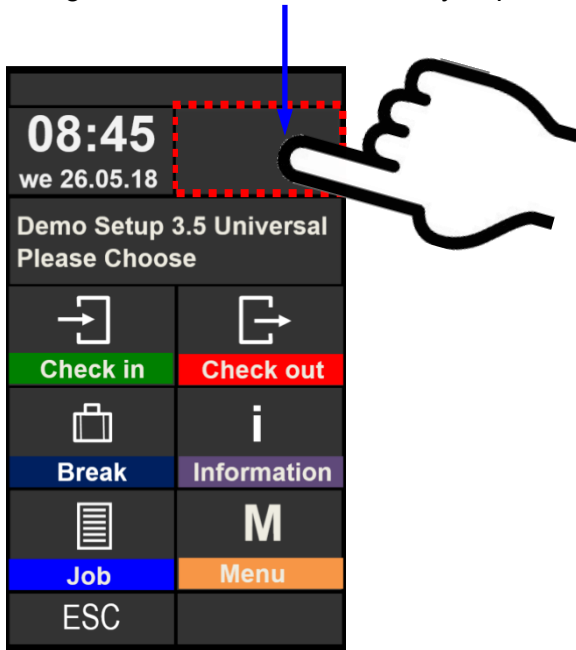 08:45
we 26.05.18
Demo Setup 3.5 Universal
Please Choose
Check in
Check out
i
Break
Information
M
Job
Menu
ESC